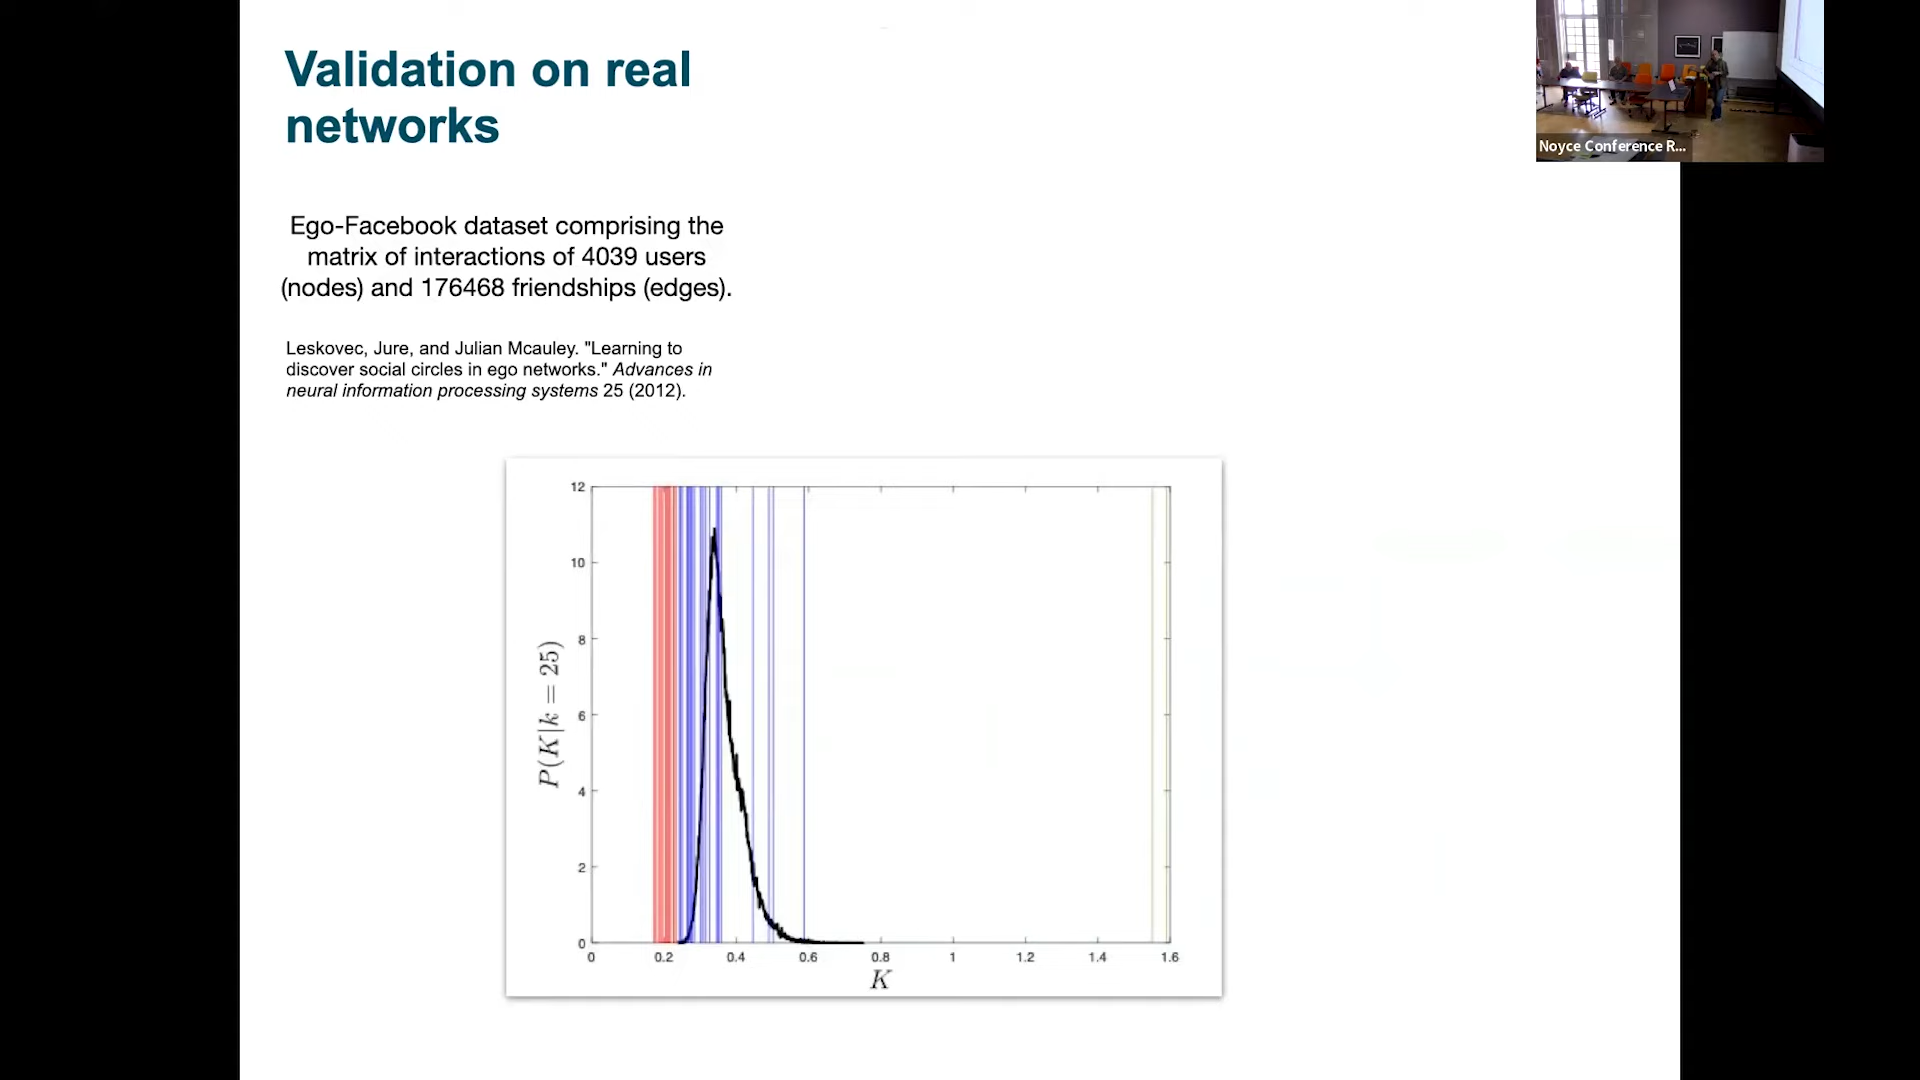 Validation on real
networks
Noyce Conference R...
Ego-Facebook dataset comprising the
matrix of interactions of 4039 users
(nodes) and 176468 friendships (edges).
Leskovec, Jure, and Julian Mcauley. "Learning to
discover social circles in ego networks." Advances in
neural information processing systems 25 (2012).
12
10
8
6
4
2
0
P(K|k = 25)
0 0.2 0.4 0.6 0.8 1 1.2 1.4 1.6
K